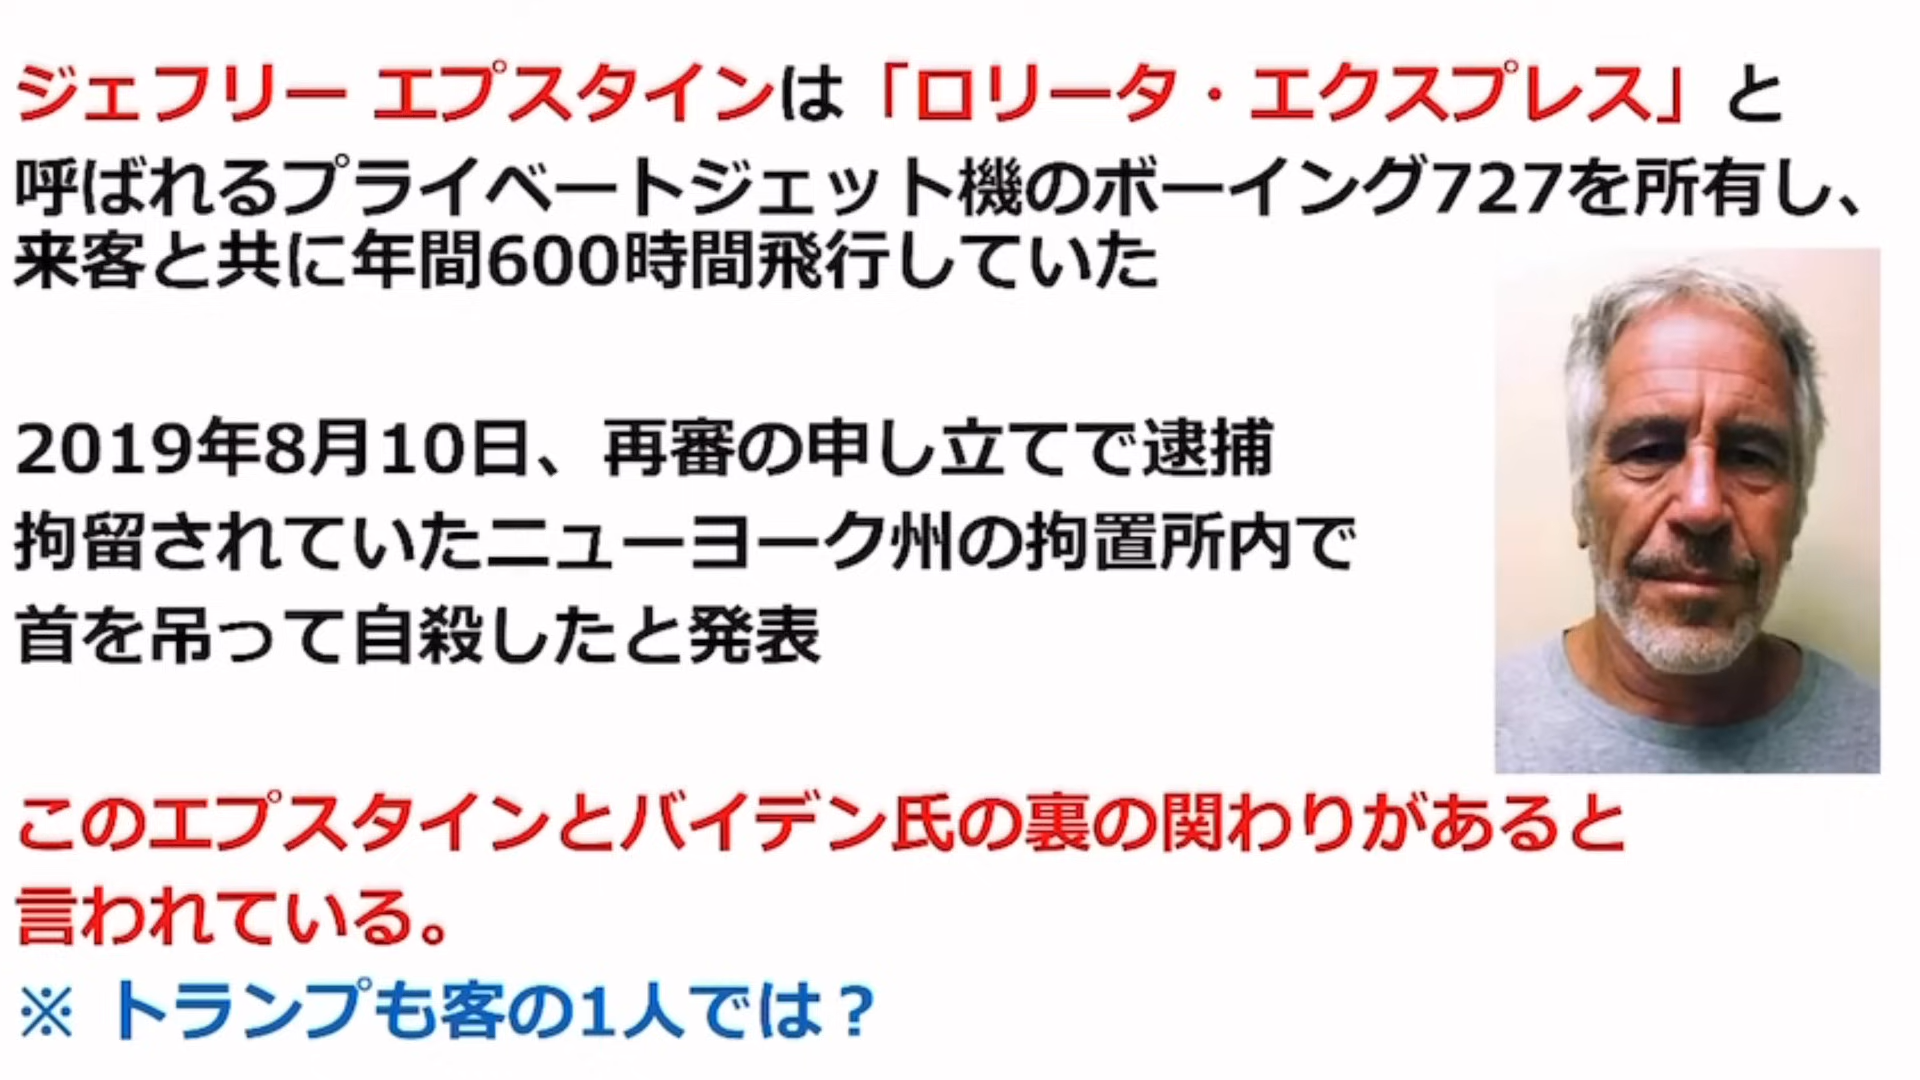 ジェフリー エプスタインは「ロリータ・エクスプレス」と
呼ばれるプライベートジェット機のボーイング727を所有し、
来客と共に年間600時間飛行していた
2019年8月10日、再審の申し立てで逮捕
拘留されていたニューヨーク州の拘置所内で
首を吊って自殺したと発表
このエプスタインとバイデン氏の裏の関わりがあると
言われている。
※ トランプも客の1人では？